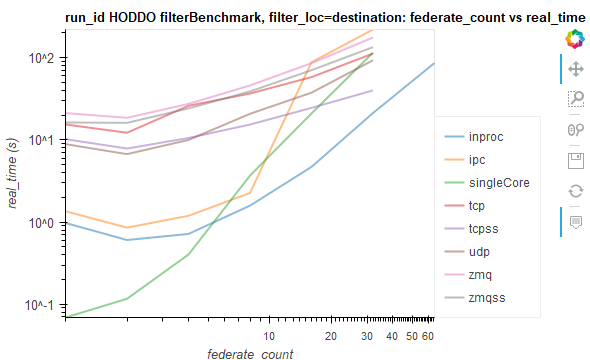 run_id HODDO filterBenchmark, filter_loc=destination: federate_count vs real_time
10^2
10^1
10^0
10^-1
real_time (s)
10
20
30
40
50
60
federate_count
inproc
ipc
singleCore
tcp
tcpss
udp
zmq
zmqss